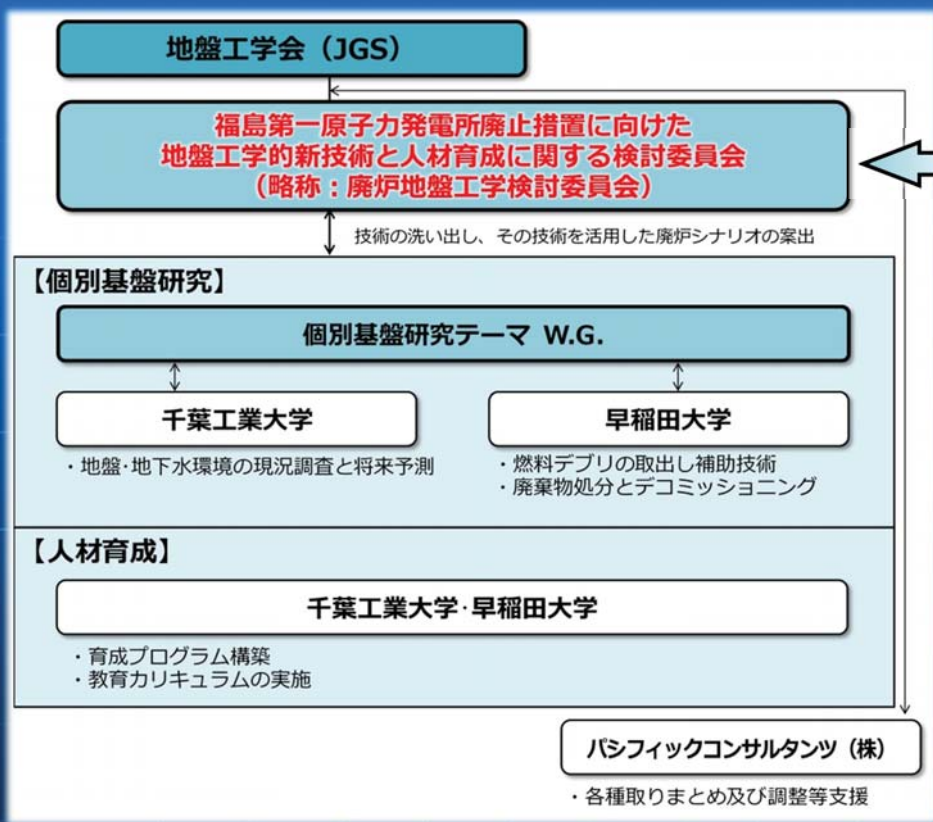 地盤工学会（JGS）
福島第一原子力発電所廃止措置に向けた
地盤工学的新技術と人材育成に関する検討委員会
（略称：廃炉地盤工学検討委員会）
技術の洗い出し、その技術を活用した廃炉シナリオの案出
【個別基盤研究】
個別基盤研究テーマ W.G.
千葉工業大学
・地盤･地下水環境の現況調査と将来予測
早稲田大学
・燃料デブリの取出し補助技術
・廃棄物処分とデコミッショニング
【人材育成】
千葉工業大学･早稲田大学
・育成プログラム構築
・教育カリキュラムの実施
パシフィックコンサルタンツ（株）
・各種取りまとめ及び調整等支援